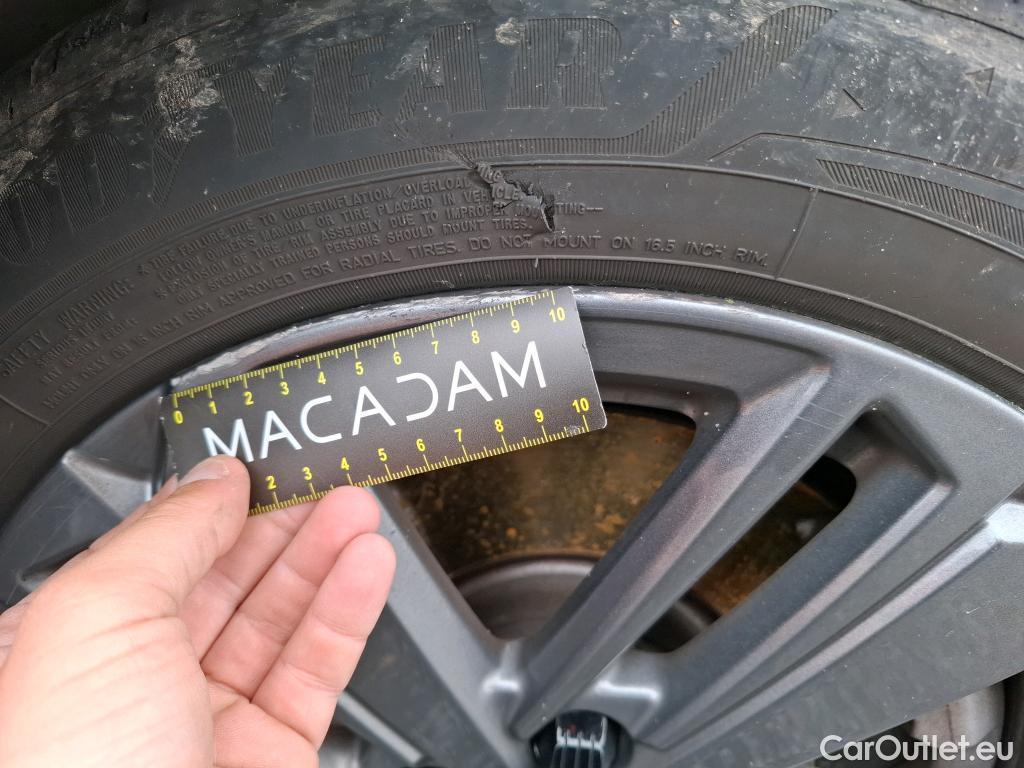 GOODYEAR
SAFETY WARNING!
* TIRE FAILURE DUE TO UNDERINFLATION/OVERLOADING
FOLLOW OWNER'S MANUAL OR TIRE PLACARD IN VEHICLE
* EXPLOSION OF TIRE/RIM ASSEMBLY DUE TO IMPROPER MOUNTING—
ONLY SPECIALLY TRAINED PERSONS SHOULD MOUNT TIRES.
INCH RIM APPROVED FOR RADIAL TIRES. DO NOT MOUNT ON 16.5 INCH RIM.
0 1 2 3 4 5 6 7 8 9 10
MACADAM
2 3 4 5 6 7 8 9 10
CarOutlet.eu